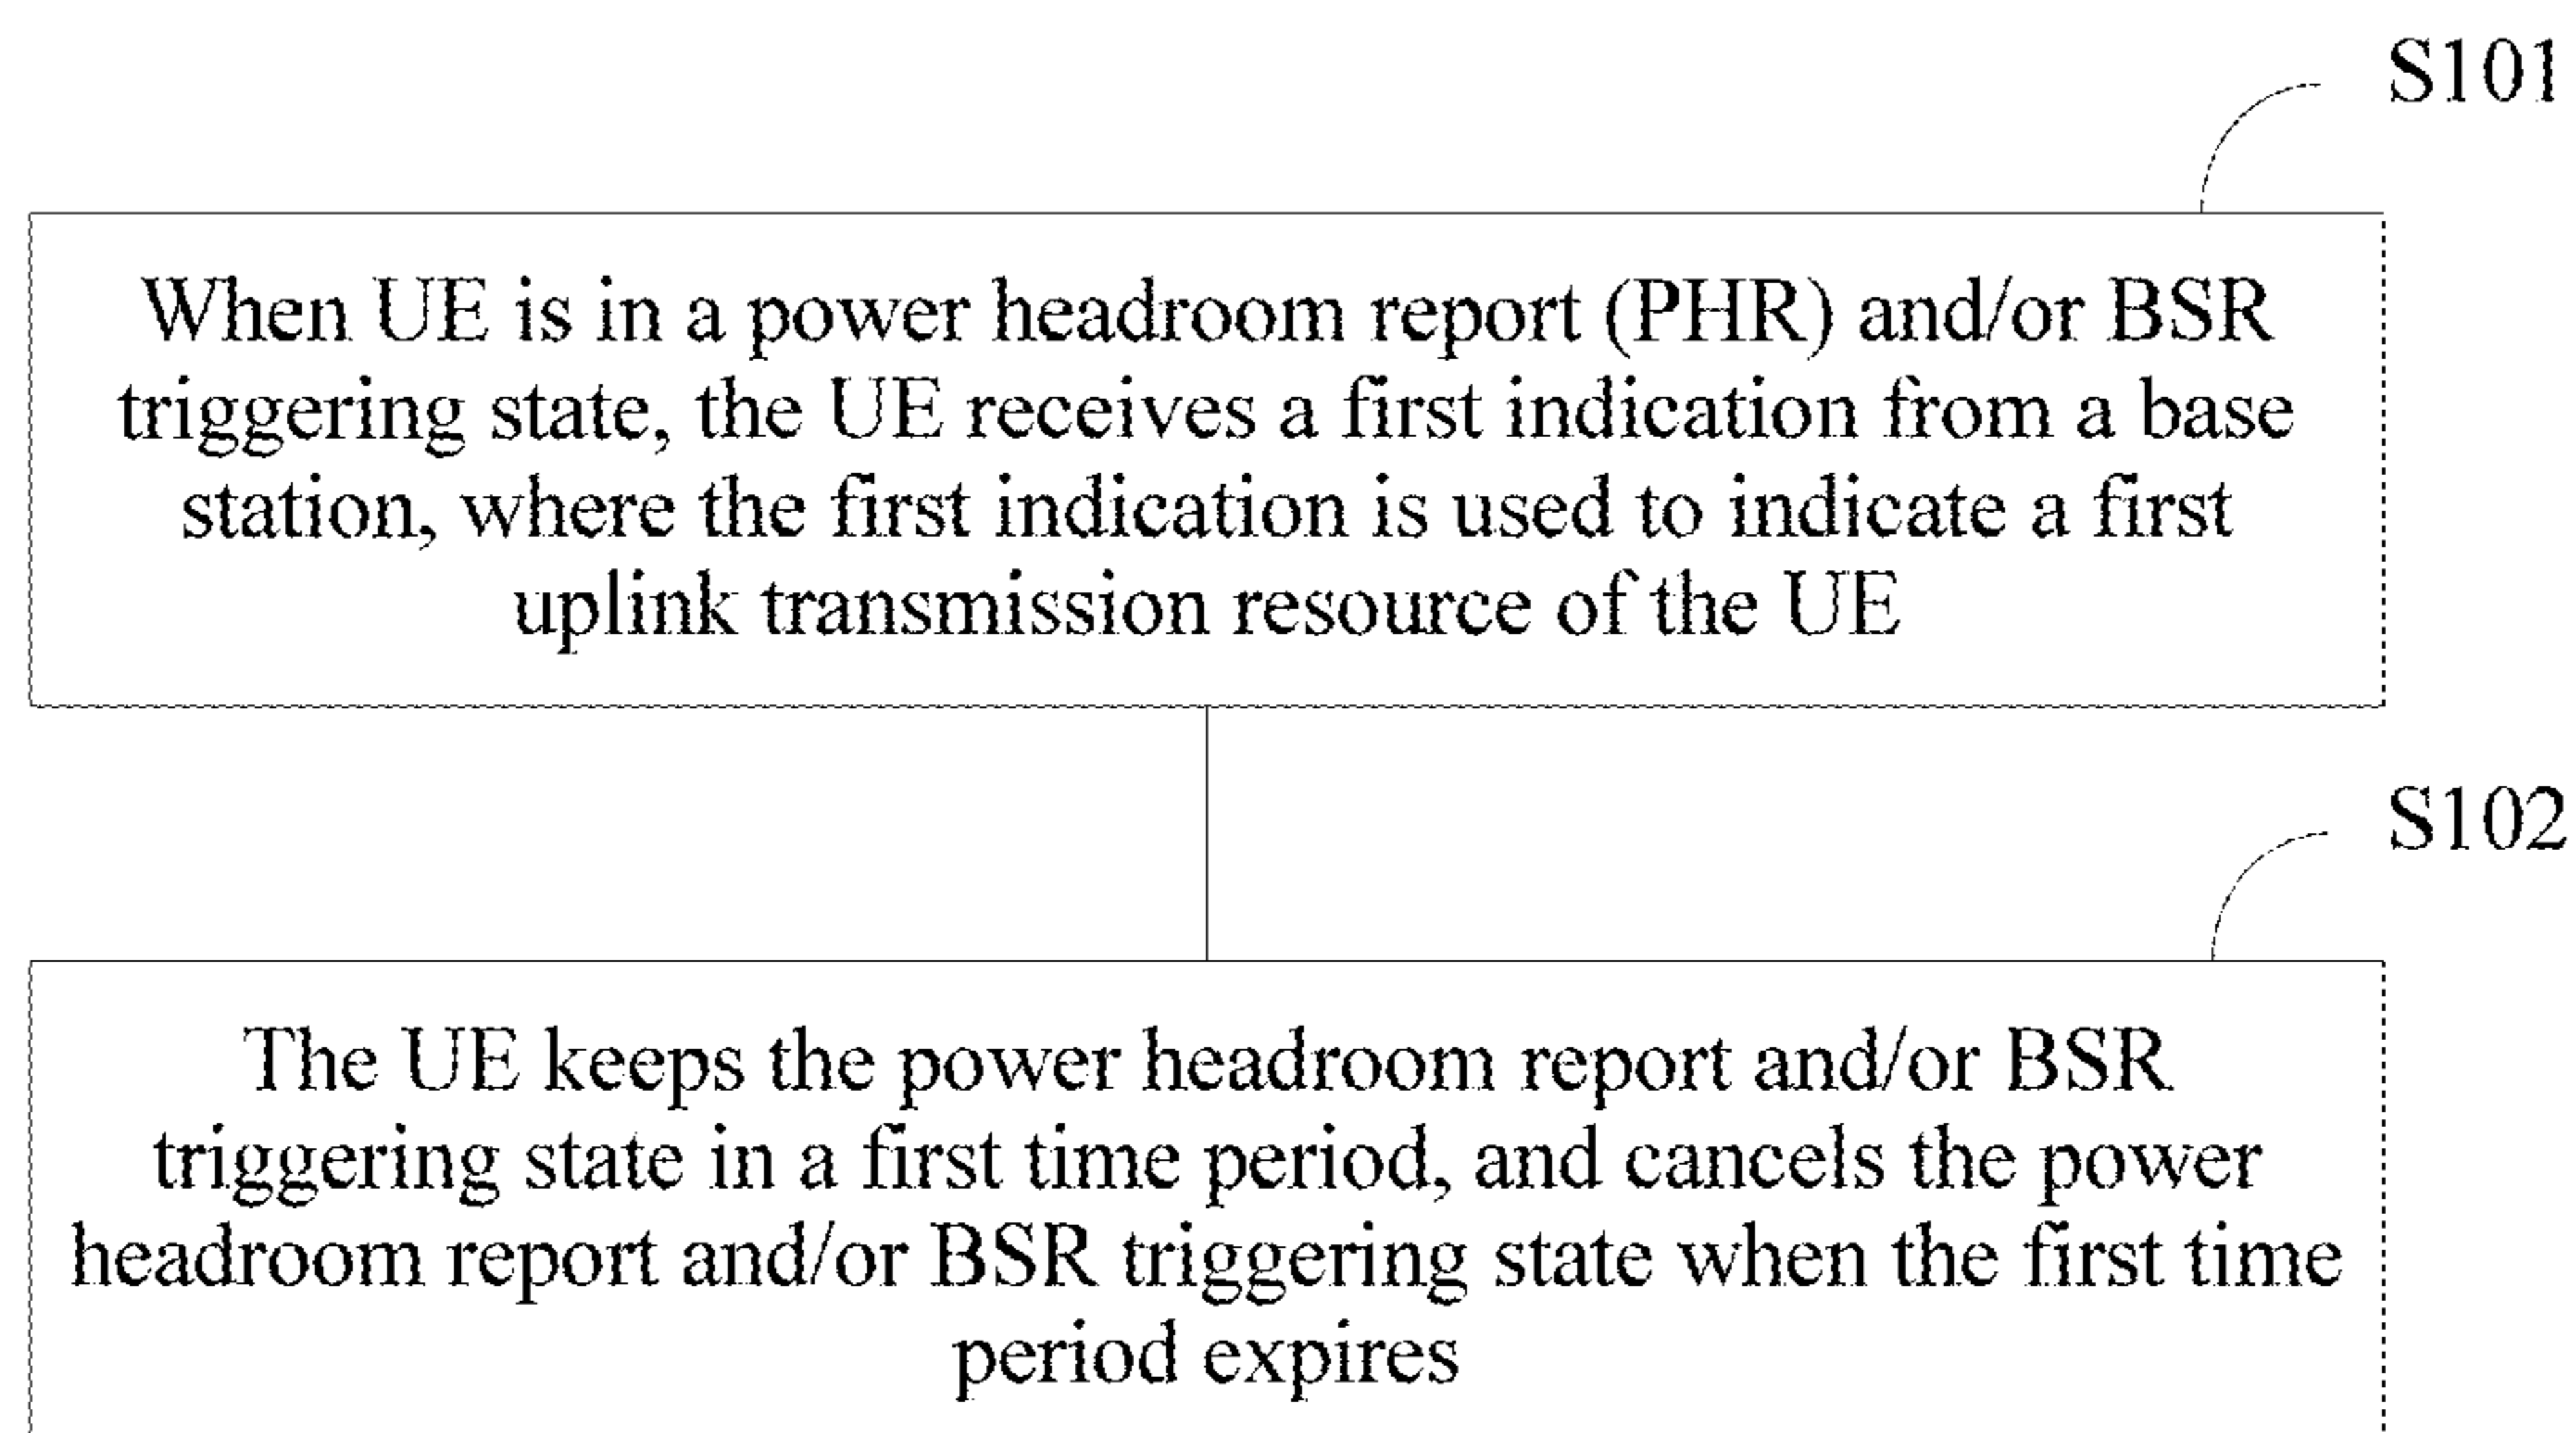 S101
When UE is in a power headroom report (PHR) and/or BSR
triggering state, the UE receives a first indication from a base
station, where the first indication is used to indicate a first
uplink transmission resource of the UE
S102
The UE keeps the power headroom report and/or BSR
triggering state in a first time period, and cancels the power
headroom report and/or BSR triggering state when the first time
period expires